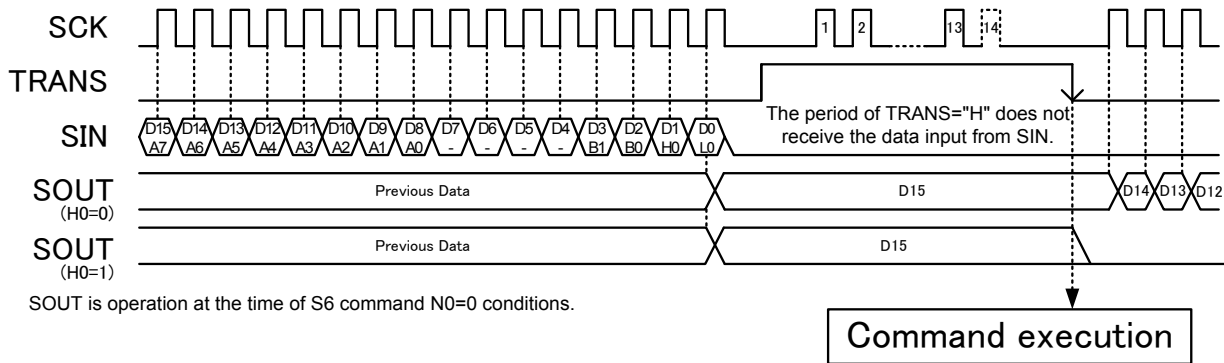 SCK 1 2 13 14
TRANS
The period of TRANS="H" does not
receive the data input from SIN.
SIN D15 D14 D13 D12 D11 D10 D9 D8 D7 D6 D5 D4 D3 D2 D1 D0
A7 A6 A5 A4 A3 A2 A1 A0 - - - - B1 B0 H0 L0
SOUT Previous Data D15 D14 D13 D12
(H0=0)
SOUT Previous Data D15
(H0=1)
SOUT is operation at the time of S6 command N0=0 conditions.
Command execution